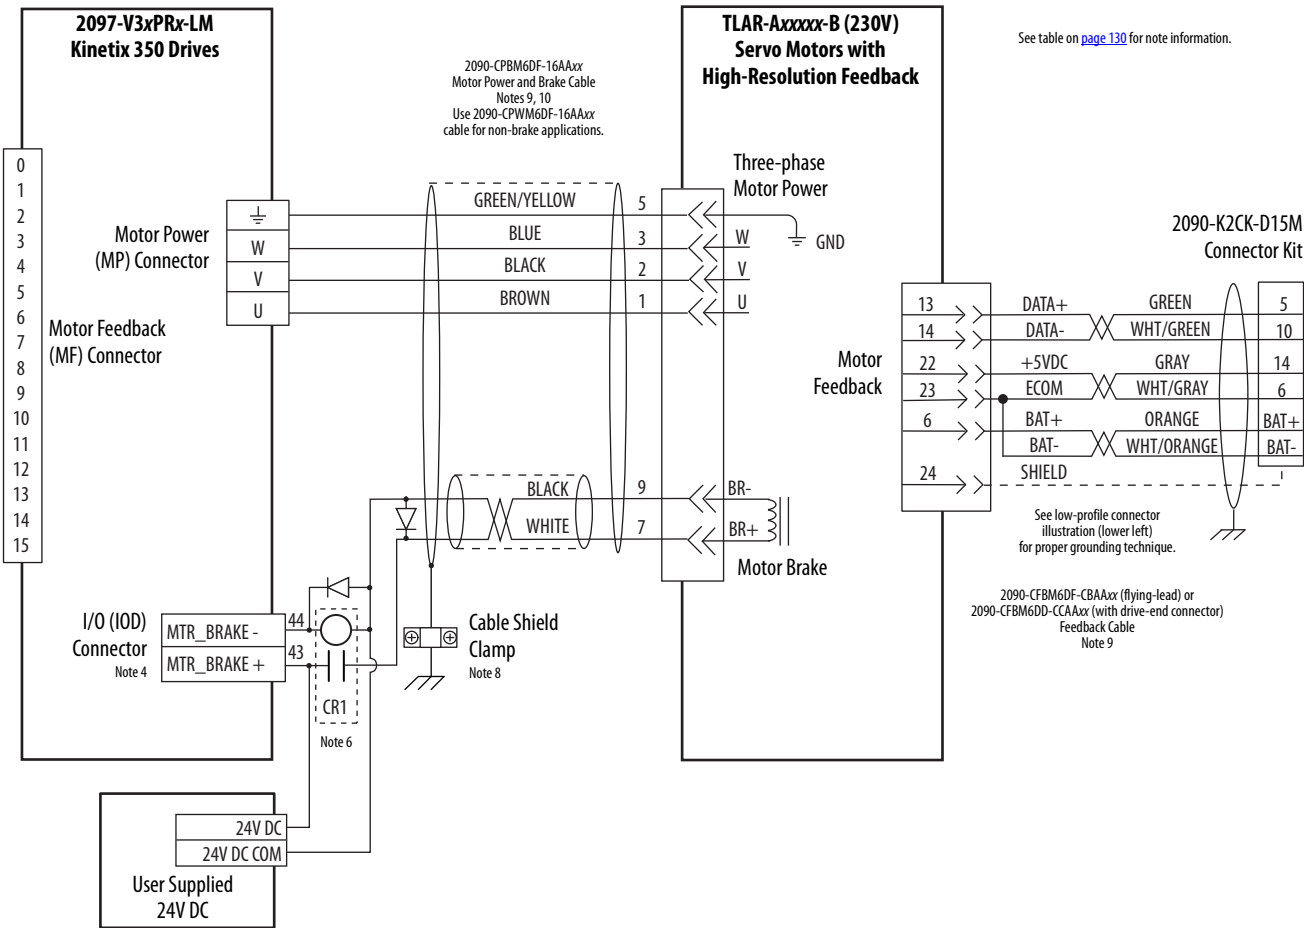 2097-V3xPRx-LM
Kinetix 350 Drives
TLAR-Axxxxx-B (230V)
Servo Motors with
High-Resolution Feedback
See table on page 130 for note information.
2090-CPBM6DF-16AAxx
Motor Power and Brake Cable
Notes 9, 10
Use 2090-CPWM6DF-16AAxx
cable for non-brake applications.
0
1
2
3
4
5
6
7
8
9
10
11
12
13
14
15
Motor Feedback
(MF) Connector
Motor Power
(MP) Connector
W
V
U
GREEN/YELLOW
BLUE
BLACK
BROWN
5
3
2
1
Three-phase
Motor Power
W
V
U
GND
2090-K2CK-D15M
Connector Kit
Motor
Feedback
13 DATA+ GREEN 5
14 DATA- WHT/GREEN 10
22 +5VDC GRAY 14
23 ECOM WHT/GRAY 6
6 BAT+ ORANGE BAT+
BAT- WHT/ORANGE BAT-
24 SHIELD
BLACK 9 BR-
WHITE 7 BR+
Motor Brake
See low-profile connector
illustration (lower left)
for proper grounding technique.
2090-CFBM6DF-CBAAxx (flying-lead) or
2090-CFBM6DD-CCAAxx (with drive-end connector)
Feedback Cable
Note 9
I/O (IOD)
Connector
Note 4
MTR_BRAKE - 44
MTR_BRAKE + 43
CR1
Note 6
Cable Shield
Clamp
Note 8
24V DC
24V DC COM
User Supplied
24V DC